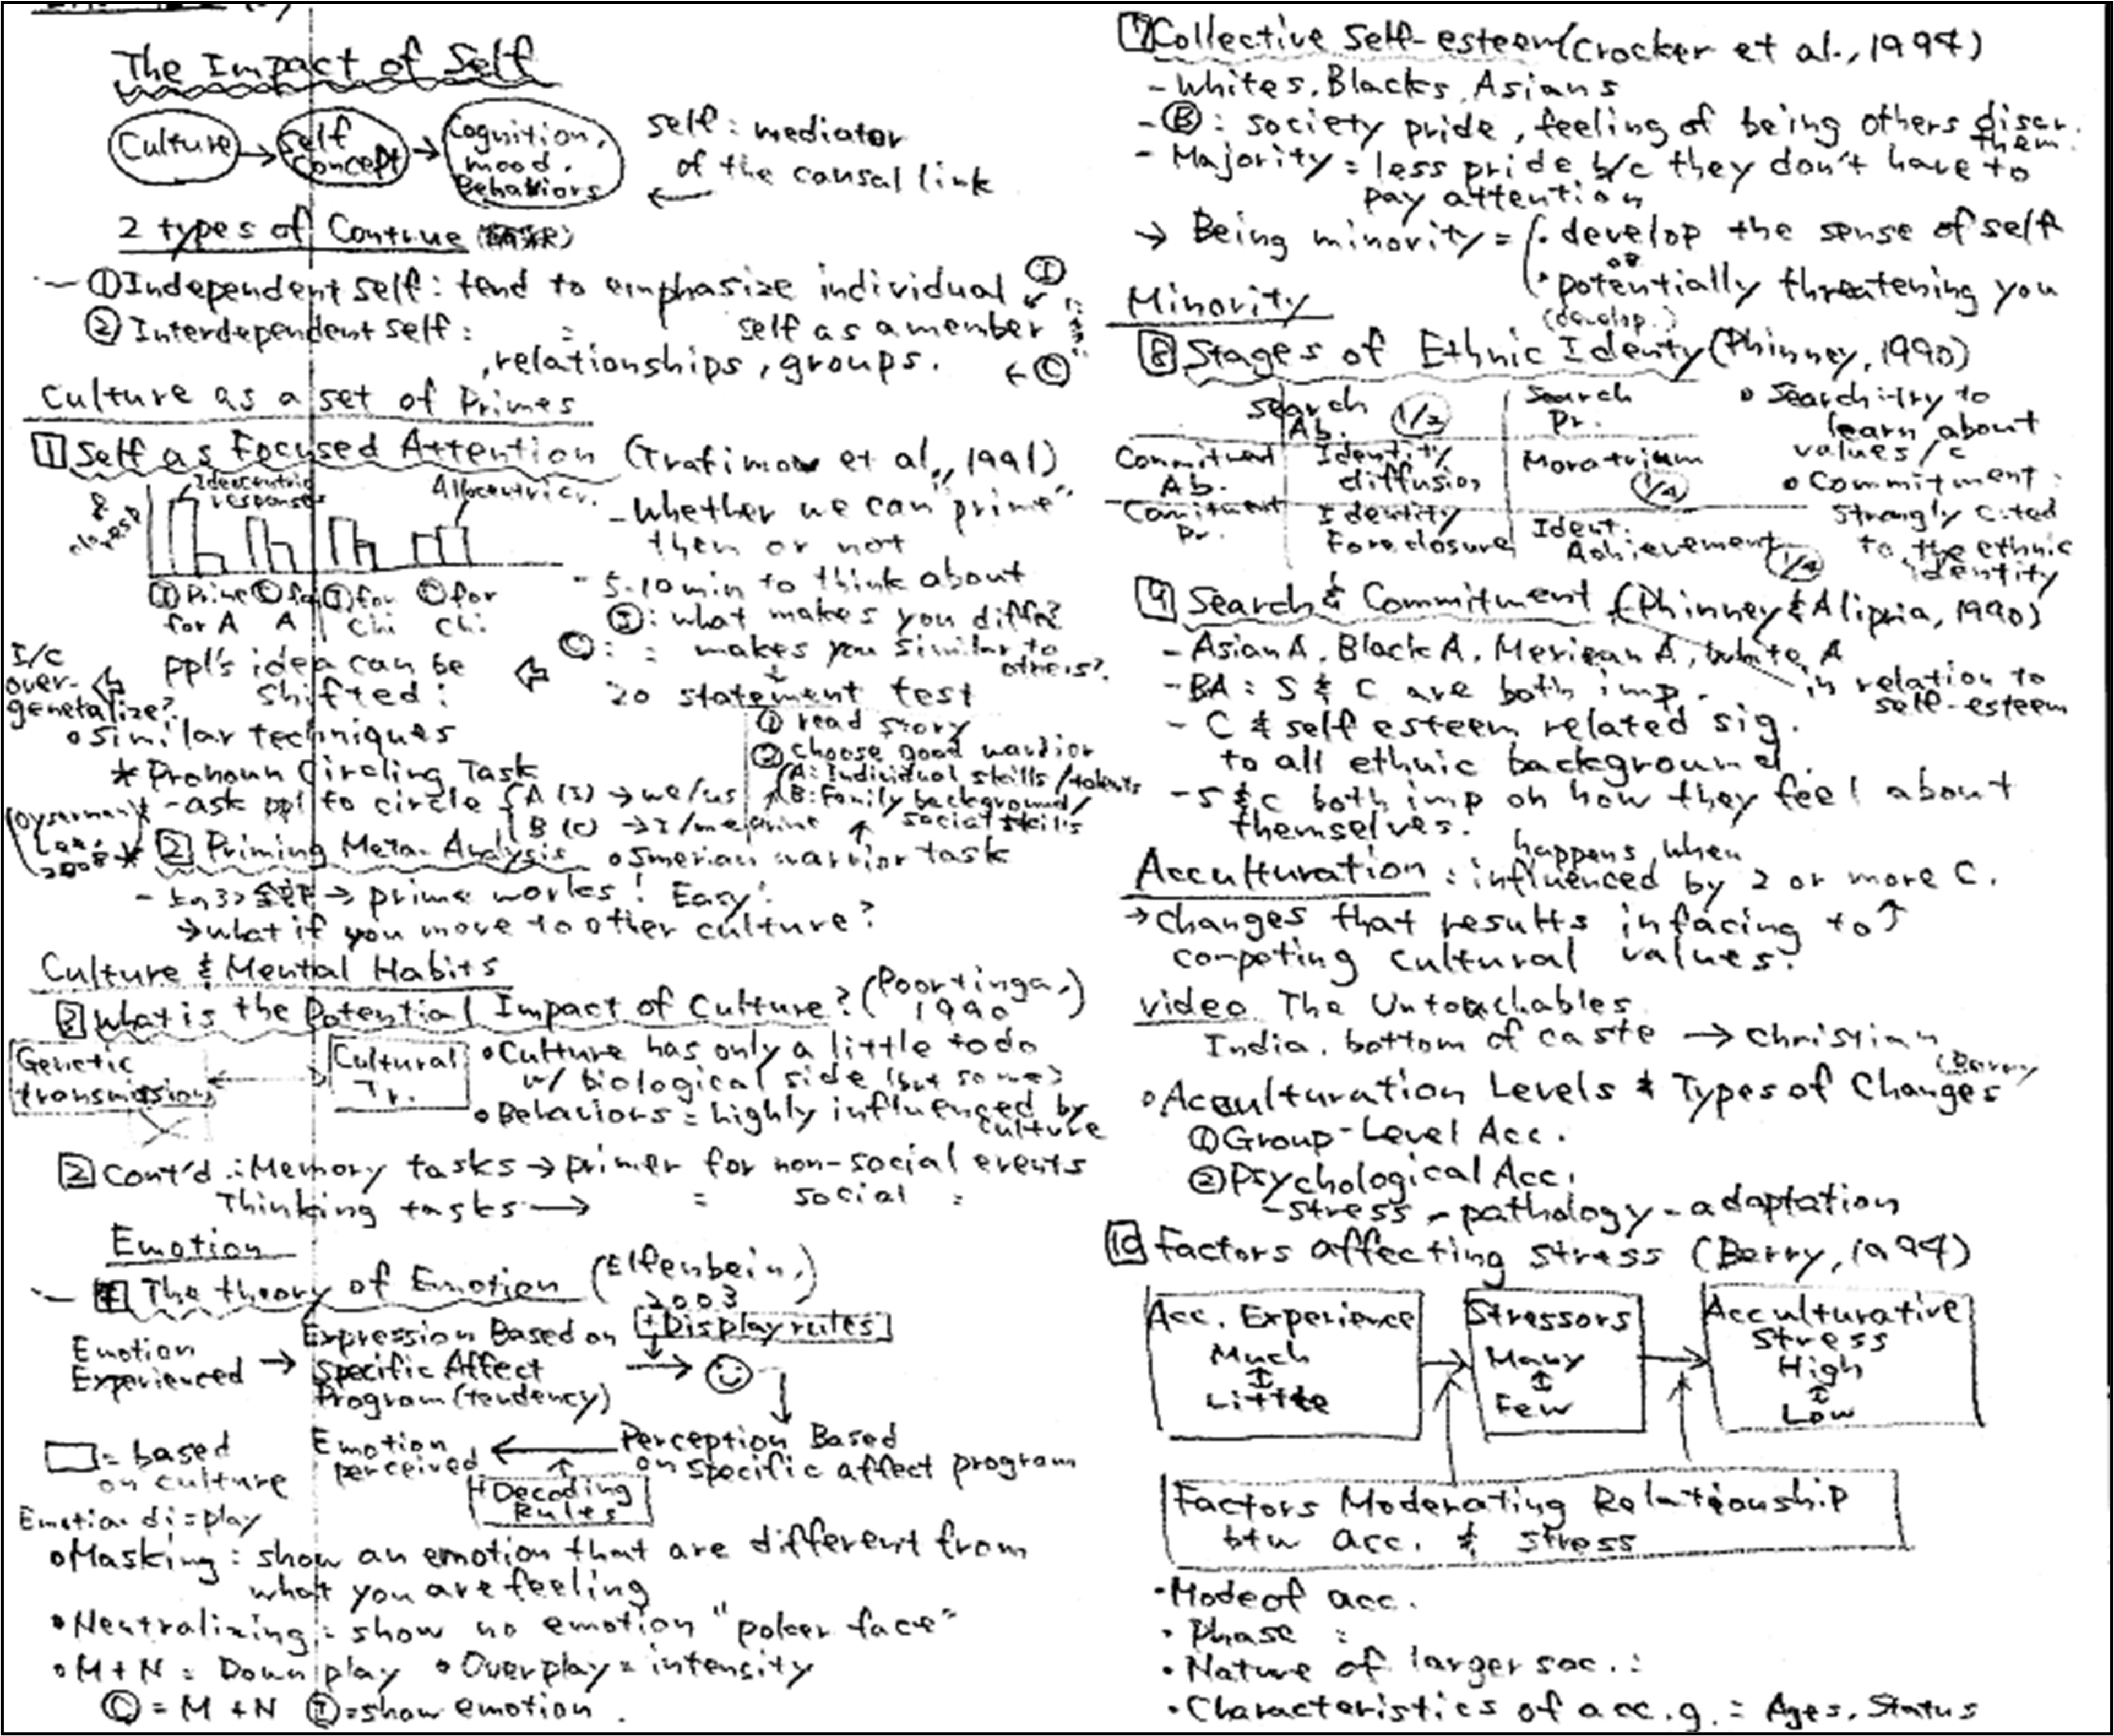 The Impact of Self
Culture → Self Concept → Cognition, mood, Behaviors
self: mediator
of the causal link
←
2 types of Continue
- ① Independent self: tend to emphasize individual Ⓘ
② Interdependent self: = self as a member
, relationships, groups. ← Ⓒ
Culture as a set of Primes
1 Self as Focused Attention (Trafimow et al., 1991)
Ideocentric responses
Allocentric r.
- whether we can "prime"
them or not
- 5-10 min to think about
Ⓘ Prime for A
Ⓒ for A
Ⓘ for Chi
Ⓒ for Chi.
: what makes you differ?
Ⓒ: = makes you similar to others?
↓
20 statement test
⇦
ppl's idea can be
shifted!
⇦
I/C
over-
generalize?
• similar techniques
* Pronoun Circling Task
- ask ppl to circle { A (I) → we/us
B (C) → I/me/mine
① read story
② choose good warrior
(A: Individual skills/talents
B: Family background/
social skills
↑
(Oyserman &
Lee,
2008 *
2 Priming Meta-Analysis
• Smerian warrior task
→ prime works! Easy!
→ what if you move to other culture?
Culture & Mental Habits
3 What is the Potential Impact of Culture? (Poortinga,
1990)
Genetic
transmission
Cultural
Tr.
• Culture has only a little to do
w/ biological side (but some)
• Behaviors = highly influenced by
culture
2 cont'd.: Memory tasks → primer for non-social events
Thinking tasks → = social =
Emotion
- 4 The theory of Emotion (Elfenbein,
2003)
Emotion
Experienced
→
Expression Based on
Specific Affect
Program (tendency)
+ Display rules
→ ☺
↓
Perception Based
on specific affect program
←
+ Decoding
Rules
Emotion
perceived
▭ = based
on culture
Emotion display
• Masking: show an emotion that are different from
what you are feeling
• Neutralizing: show no emotion "poker face"
• M + N = Down play • Overplay = intensity
Ⓒ = M + N Ⓘ = show emotion.
7 Collective Self-esteem (Crocker et al., 1994)
- Whites, Blacks, Asians
- Ⓑ: society pride, feeling of being others discr.
them.
- Majority = less pride b/c they don't have to
pay attention
→ Being minority = ( • develop the sense of self
or
• potentially threatening you
Minority
(develop.)
8 Stages of Ethnic Identy (Phinney, 1990)
Search
Ab.
Search
Pr.
Commitment
Ab.
Identity
diffusion
Moratrium
1/4
Comitment
Pr.
Identity
Foreclosure
Ident.
Achievement
1/4
• Search: try to
learn about
values / c
• Commitment:
strongly c.ted
to the ethnic
identity
9 Search & Commitment (Phinney & Alipria, 1990)
- Asian A, Black A, Mexican A, White A
in relation to
self-esteem
- BA: S & C are both imp.
- C & self esteem related sig.
to all ethnic background.
- S & C both imp on how they feel about
themselves.
Acculturation: happens when
influenced by 2 or more C.
→ changes that results in facing to ↑
competing cultural values.
video The Untouchables
India. bottom of caste → Christian
(Berry
• Acculturation Levels & Types of Changes
① Group-Level Acc.
② Psychological Acc.
- stress - pathology - adaptation
10 Factors affecting stress (Berry, 1994)
Acc. Experience
Much
↕
Little
Stressors
Many
↕
Few
Acculturative
Stress
High
↕
Low
Factors Moderating Relationship
btw acc. & stress
• Mode of acc.
• Phase =
• Nature of larger soc.:
• Characteristics of acc. g. = Ages, Status